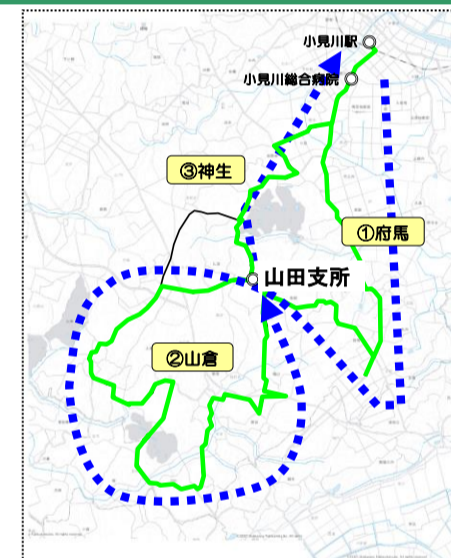 小見川駅
小見川総合病院
③神生
①府馬
山田支所
②山倉